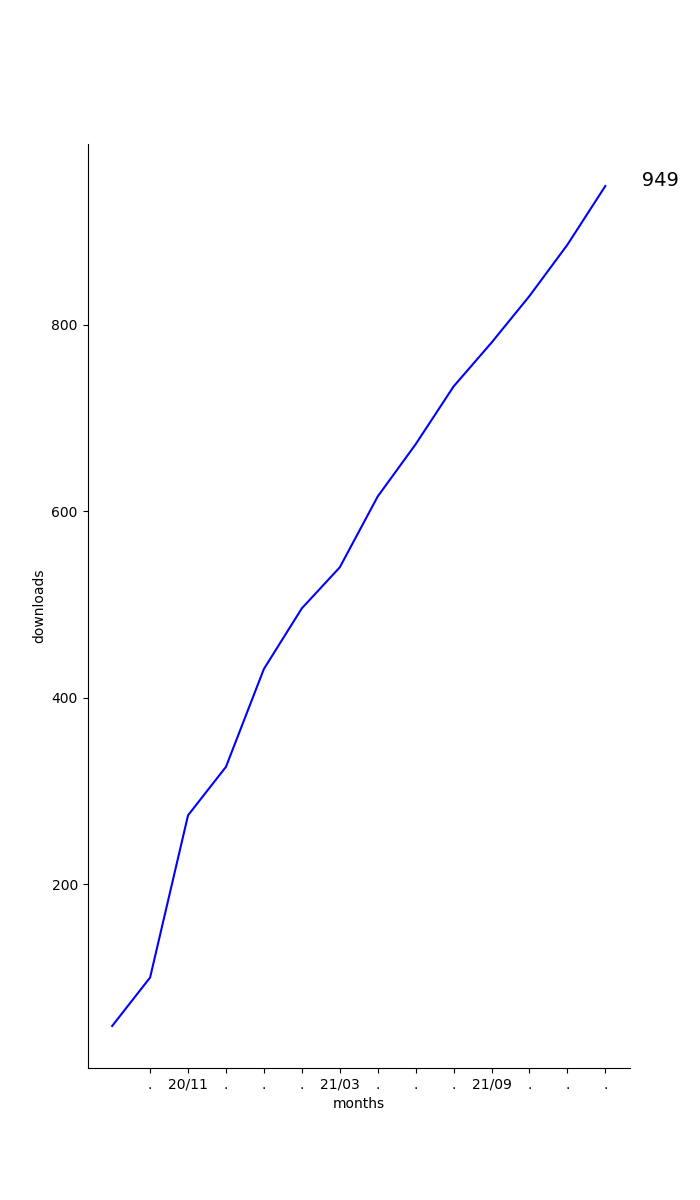 949
800
600
400
200
downloads
. 20/11 . . . 21/03 . . . 21/09 . . .
months